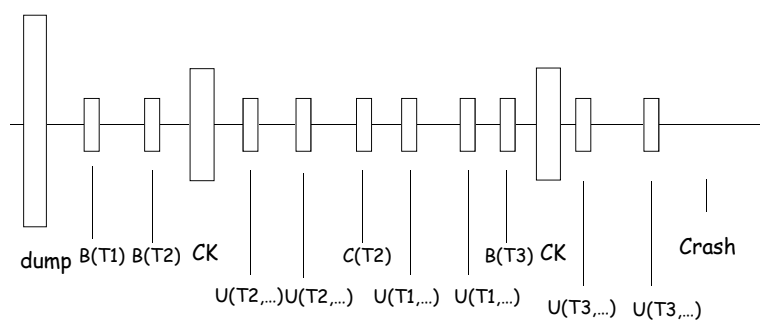 dump B(T1) B(T2) CK C(T2) B(T3) CK Crash
U(T2,...) U(T2,...) U(T1,...) U(T1,...) U(T3,...) U(T3,...)